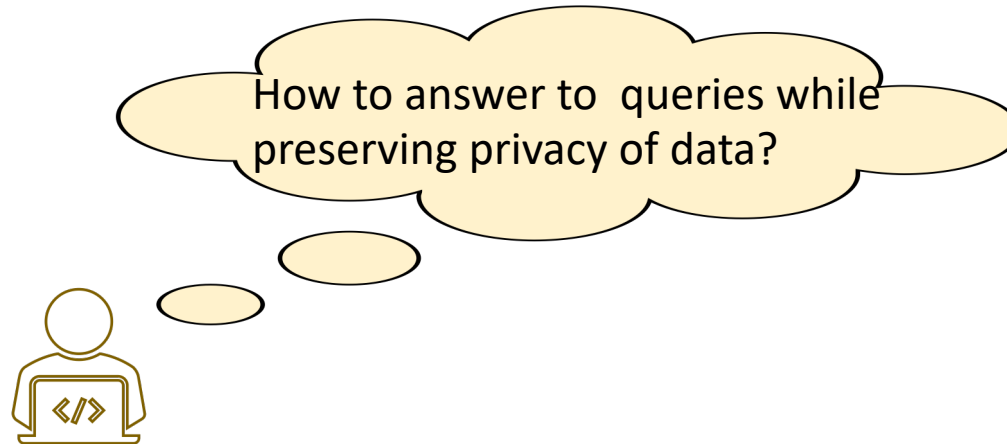 How to answer to queries while
preserving privacy of data?
</>